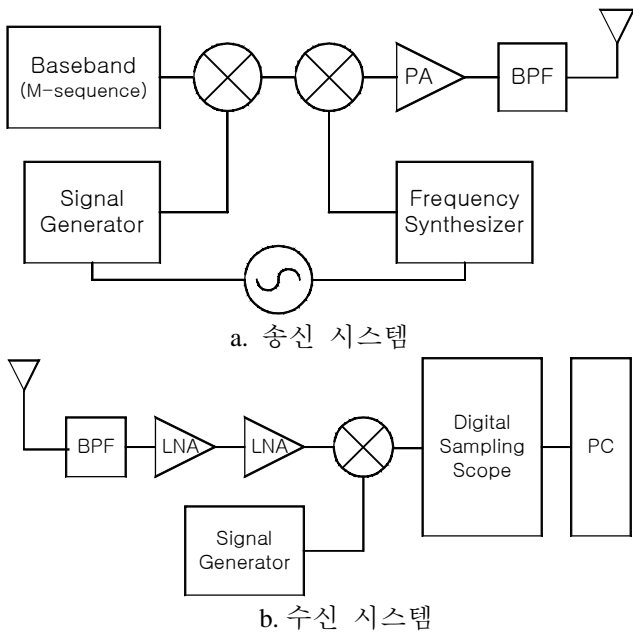 Baseband
(M-sequence)
PA
BPF
Signal
Generator
Frequency
Synthesizer
a. 송신 시스템
BPF
LNA
LNA
Digital
Sampling
Scope
PC
Signal
Generator
b. 수신 시스템